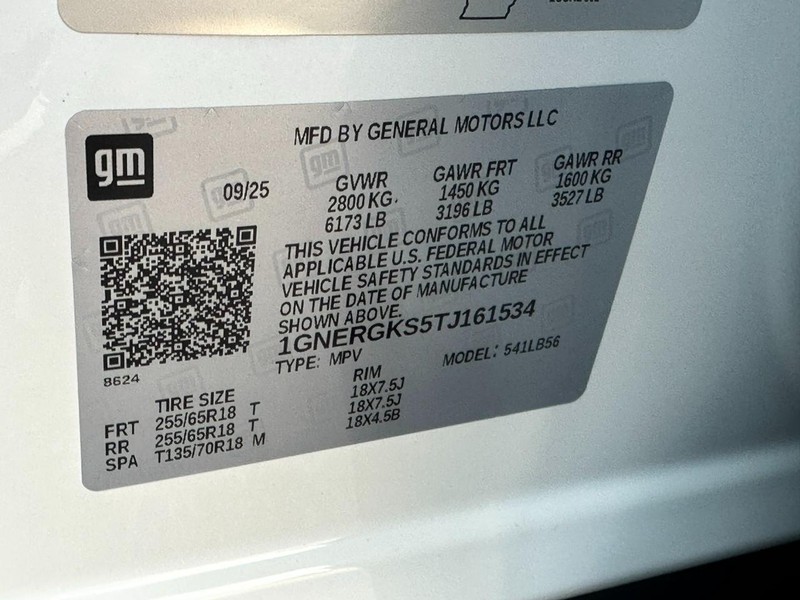 gm
MFD BY GENERAL MOTORS LLC
09/25
GVWR GAWR FRT GAWR RR
2800 KG 1450 KG 1600 KG
6173 LB 3196 LB 3527 LB
THIS VEHICLE CONFORMS TO ALL
APPLICABLE U.S. FEDERAL MOTOR
VEHICLE SAFETY STANDARDS IN EFFECT
ON THE DATE OF MANUFACTURE
SHOWN ABOVE.
1GNERGKS5TJ161534
TYPE: MPV MODEL: 541LB56
8624
TIRE SIZE RIM
FRT 255/65R18 T 18X7.5J
RR 255/65R18 T 18X7.5J
SPA T135/70R18 M 18X4.5B